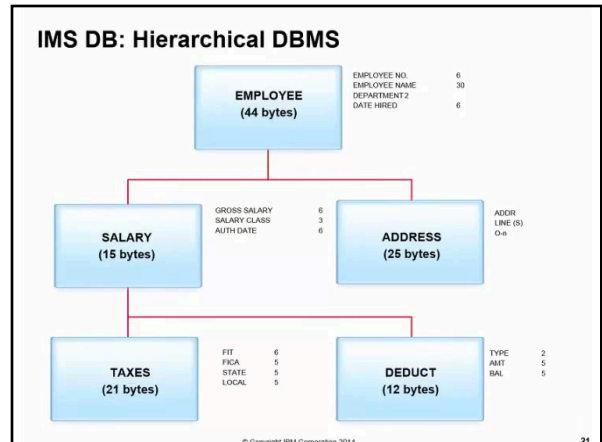 IMS DB: Hierarchical DBMS
EMPLOYEE
(44 bytes)
EMPLOYEE NO. 6
EMPLOYEE NAME 30
DEPARTMENT 2
DATE HIRED 6
SALARY
(15 bytes)
GROSS SALARY 6
SALARY CLASS 3
AUTH DATE 6
ADDRESS
(25 bytes)
ADDR
LINE (S)
O-n
TAXES
(21 bytes)
FIT 6
FICA 5
STATE 5
LOCAL 5
DEDUCT
(12 bytes)
TYPE 2
AMT 5
BAL 5
© Copyright IBM Corporation 2014
21